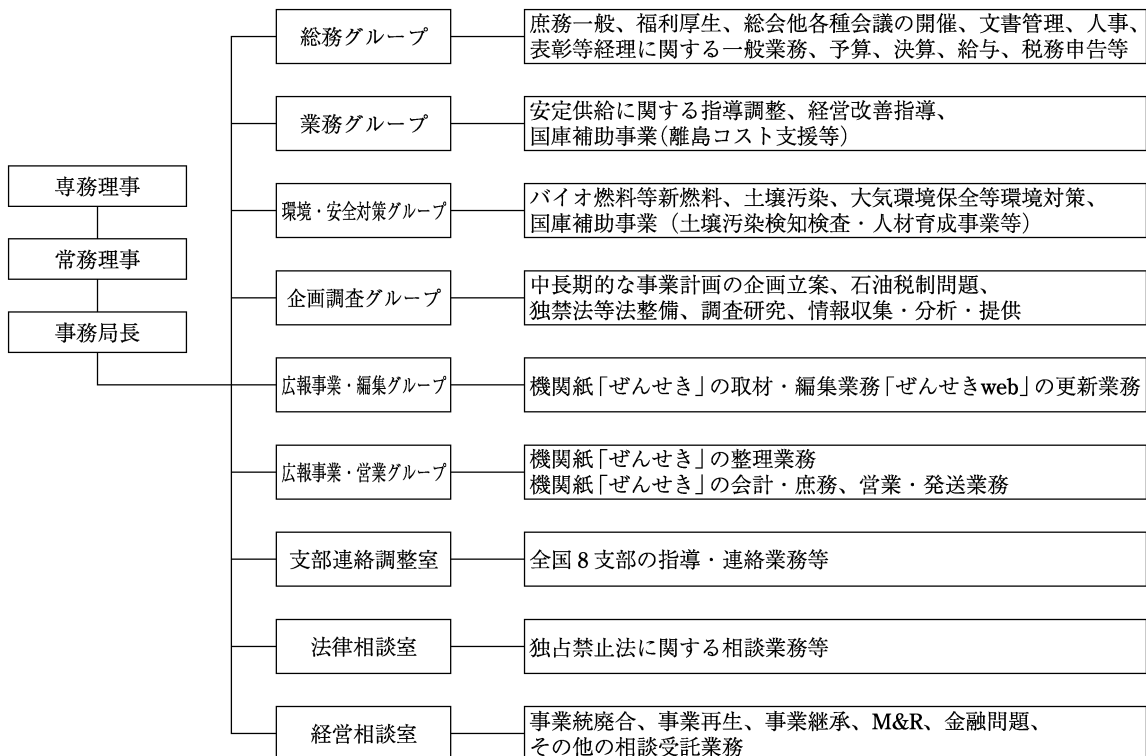 専務理事
常務理事
事務局長
総務グループ
庶務一般、福利厚生、総会他各種会議の開催、文書管理、人事、
表彰等経理に関する一般業務、予算、決算、給与、税務申告等
業務グループ
安定供給に関する指導調整、経営改善指導、
国庫補助事業(離島コスト支援等)
環境・安全対策グループ
バイオ燃料等新燃料、土壌汚染、大気環境保全等環境対策、
国庫補助事業（土壌汚染検知検査・人材育成事業等）
企画調査グループ
中長期的な事業計画の企画立案、石油税制問題、
独禁法等法整備、調査研究、情報収集・分析・提供
広報事業・編集グループ
機関紙「ぜんせき」の取材・編集業務「ぜんせきweb」の更新業務
広報事業・営業グループ
機関紙「ぜんせき」の整理業務
機関紙「ぜんせき」の会計・庶務、営業・発送業務
支部連絡調整室
全国8支部の指導・連絡業務等
法律相談室
独占禁止法に関する相談業務等
経営相談室
事業統廃合、事業再生、事業継承、M&R、金融問題、
その他の相談受託業務